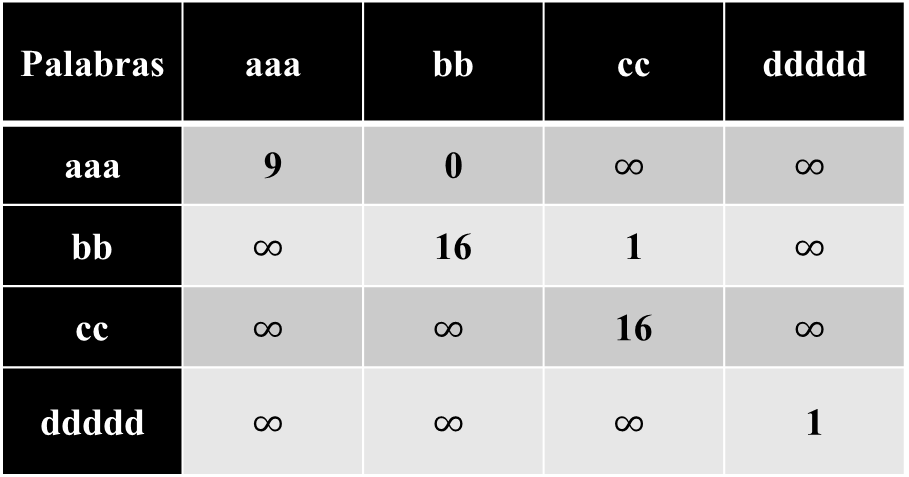 Palabras aaa bb cc ddddd
aaa 9 0 ∞ ∞
bb ∞ 16 1 ∞
cc ∞ ∞ 16 ∞
ddddd ∞ ∞ ∞ 1